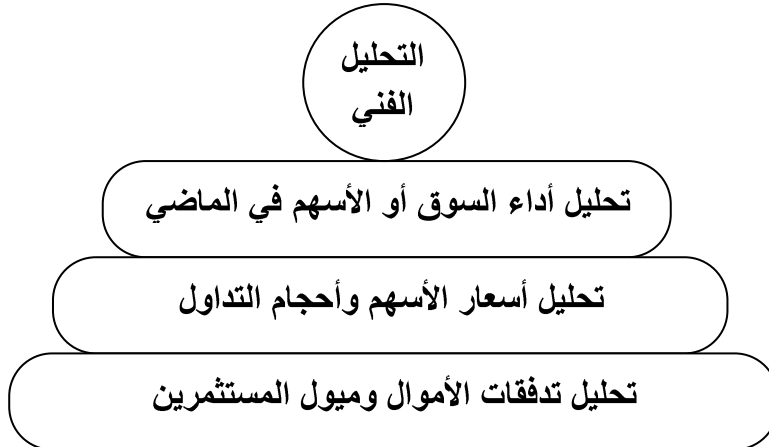 التحليل
الفني
تحليل أداء السوق أو الأسهم في الماضي
تحليل أسعار الأسهم وأحجام التداول
تحليل تدفقات الأموال وميول المستثمرين